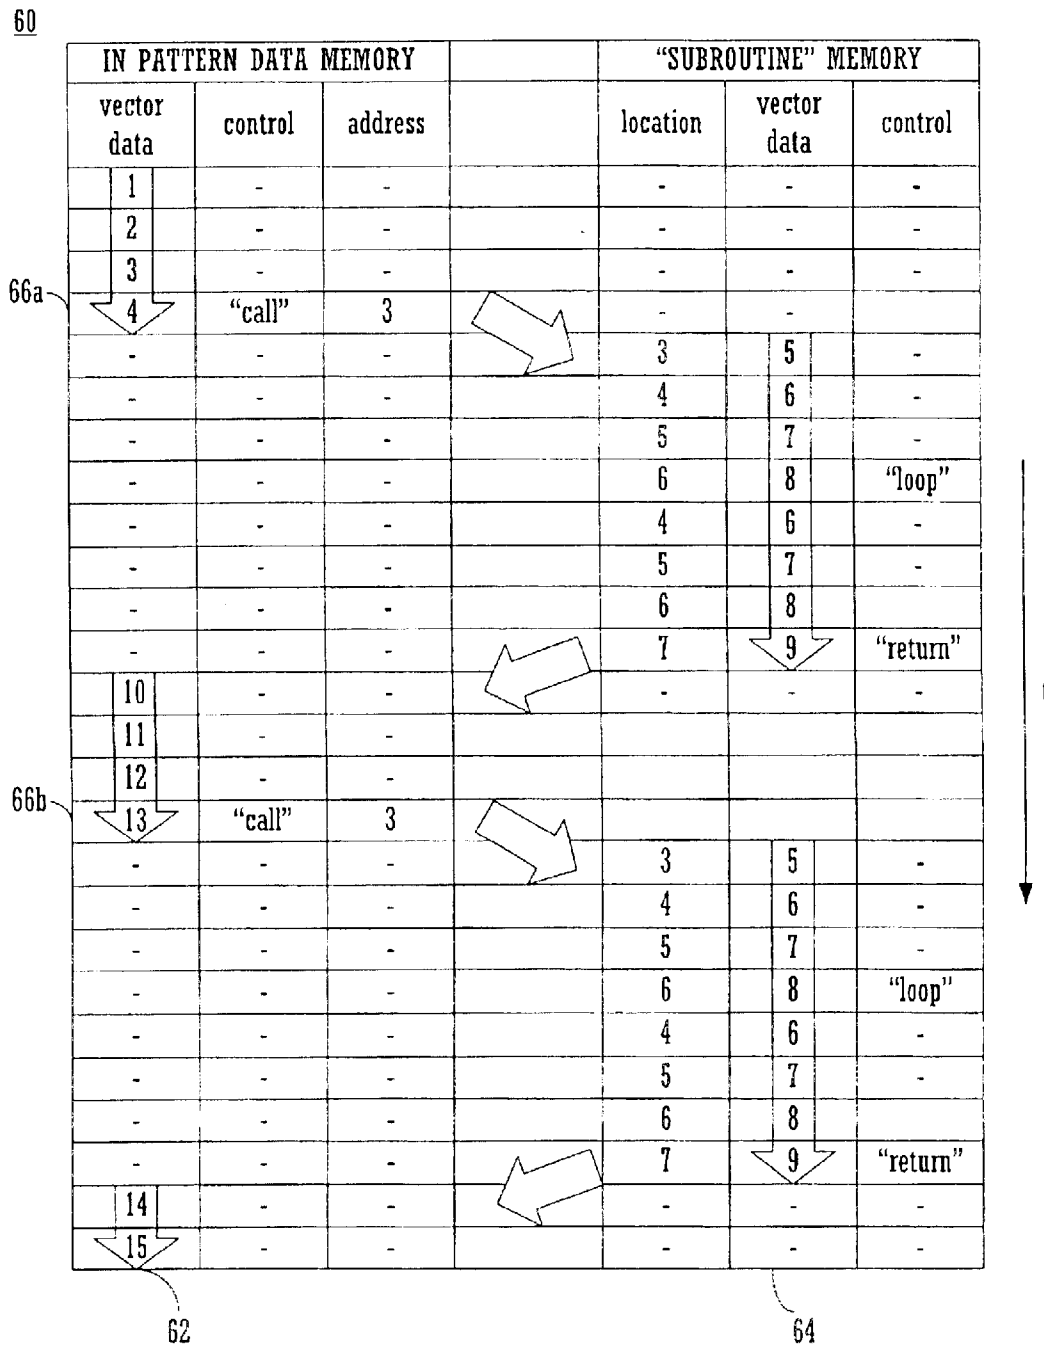 60
IN PATTERN DATA MEMORY “SUBROUTINE” MEMORY
vector data control address location vector data control
1 - - - - -
2 - - - - -
3 - - - - -
66a 4 “call” 3 - -
- - - 3 5 -
- - - 4 6 -
- - - 5 7 -
- - - 6 8 “loop”
- - - 4 6 -
- - - 5 7 -
- - - 6 8
- - - 7 9 “return”
10 - - - - -
11 - -
12 - -
66b 13 “call” 3
- - - 3 5 -
- - - 4 6 -
- - - 5 7 -
- - - 6 8 “loop”
- - - 4 6 -
- - - 5 7 -
- - - 6 8
- - - 7 9 “return”
14 - - - - -
15 - - - - -
62 64